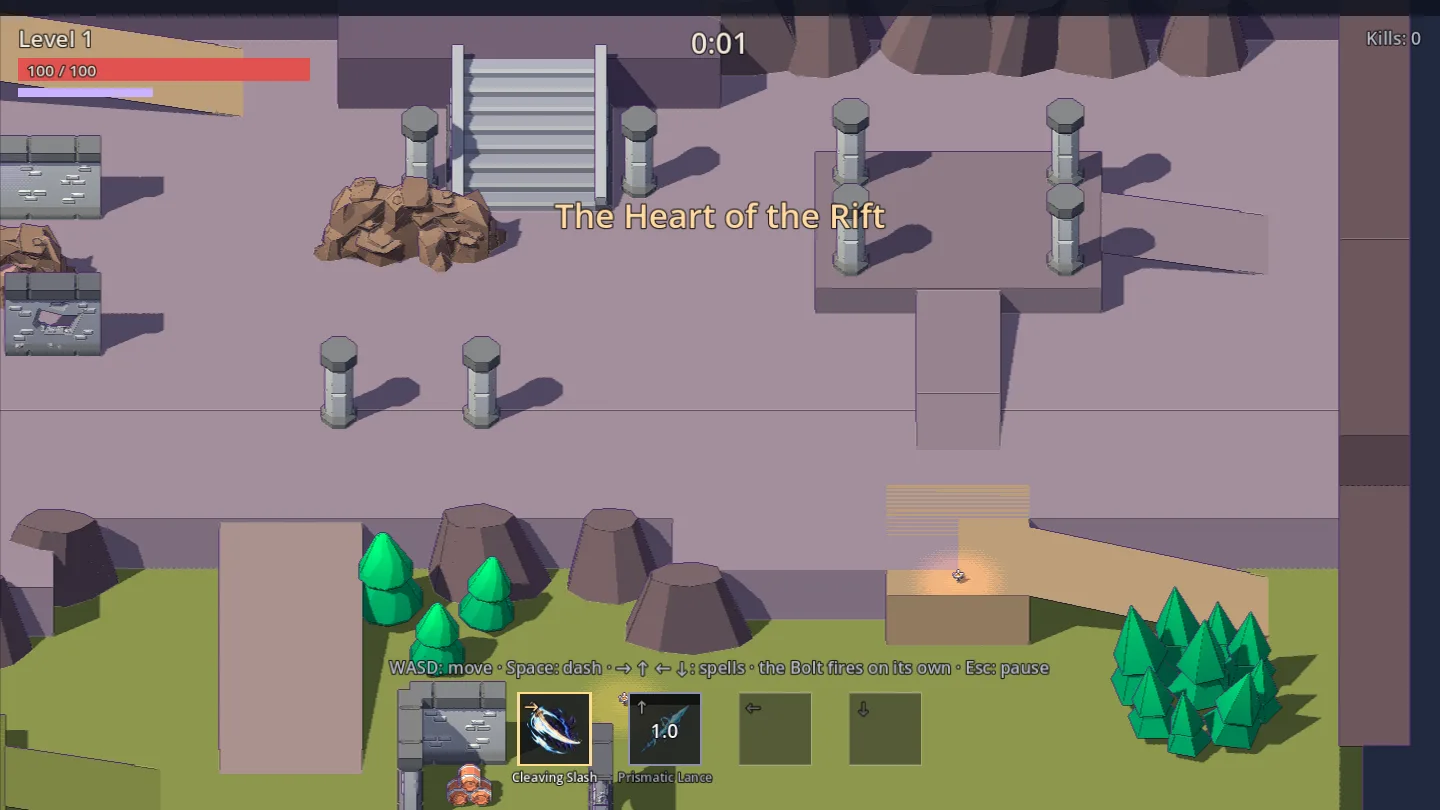 Level 1
0:01
Kills: 0
100 / 100
The Heart of the Rift
WASD: move · Space: dash · → ↑ ← ↓: spells · the Bolt fires on its own · Esc: pause
→
↑
1.0
←
↓
Cleaving Slash
Prismatic Lance